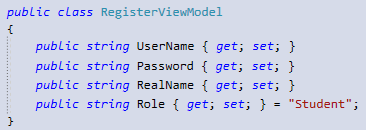 public class RegisterViewModel
{
public string UserName { get; set; }
public string Password { get; set; }
public string RealName { get; set; }
public string Role { get; set; } = "Student";
}